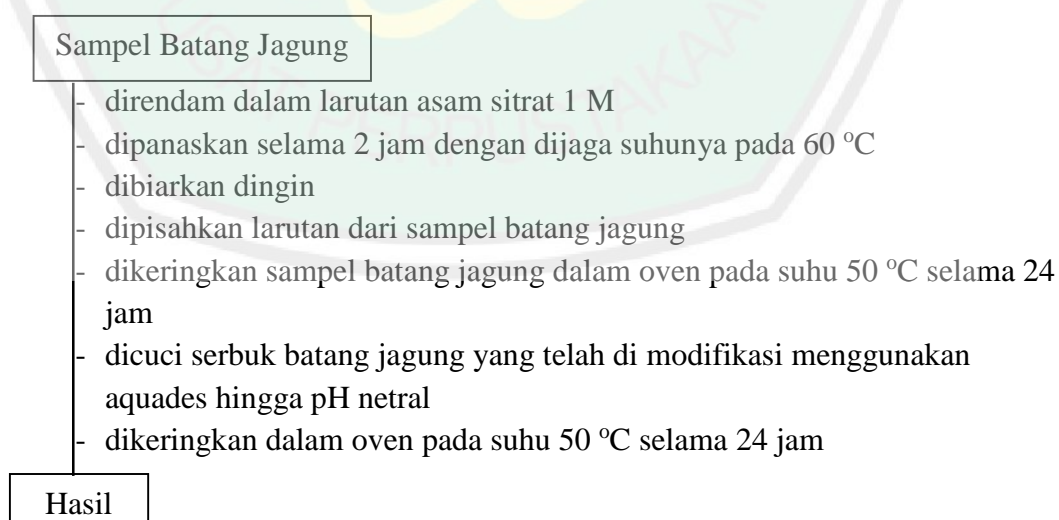 Sampel Batang Jagung
- direndam dalam larutan asam sitrat 1 M
- dipanaskan selama 2 jam dengan dijaga suhunya pada 60 °C
- dibiarkan dingin
- dipisahkan larutan dari sampel batang jagung
- dikeringkan sampel batang jagung dalam oven pada suhu 50 °C selama 24
jam
- dicuci serbuk batang jagung yang telah di modifikasi menggunakan
aquades hingga pH netral
- dikeringkan dalam oven pada suhu 50 °C selama 24 jam
Hasil